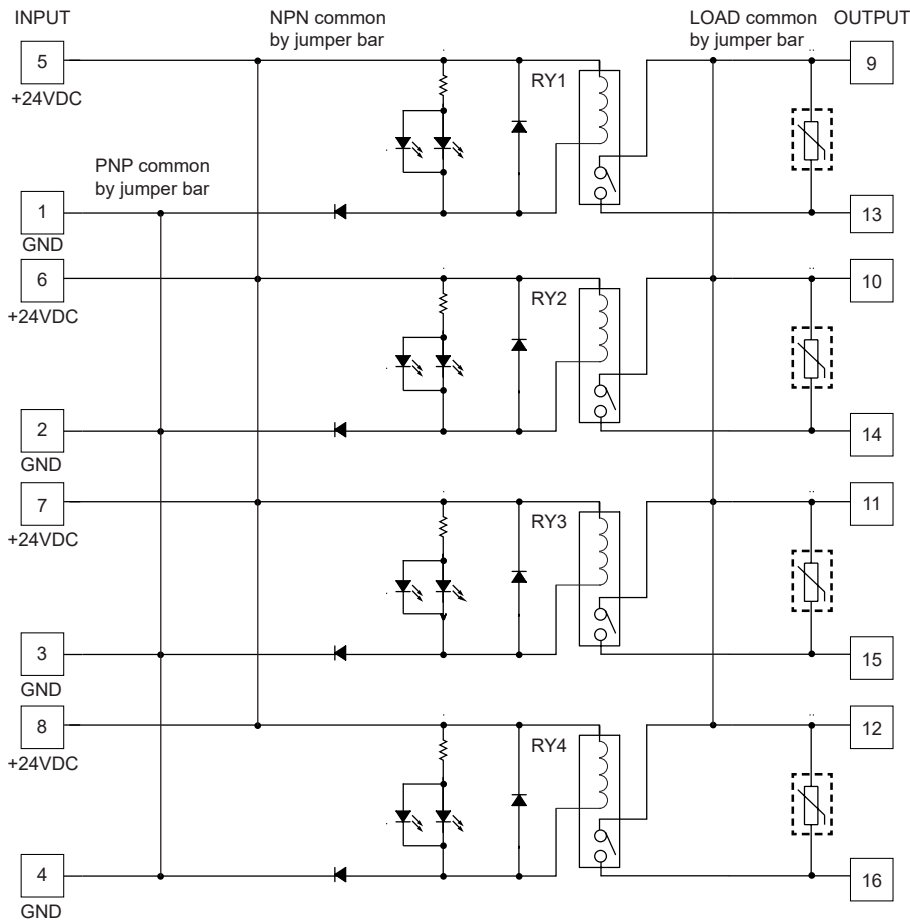 INPUT
NPN common
by jumper bar
LOAD common
by jumper bar
OUTPUT
5
+24VDC
RY1
9
PNP common
by jumper bar
1
GND
13
6
+24VDC
RY2
10
2
GND
14
7
+24VDC
RY3
11
3
GND
15
8
+24VDC
RY4
12
4
GND
16